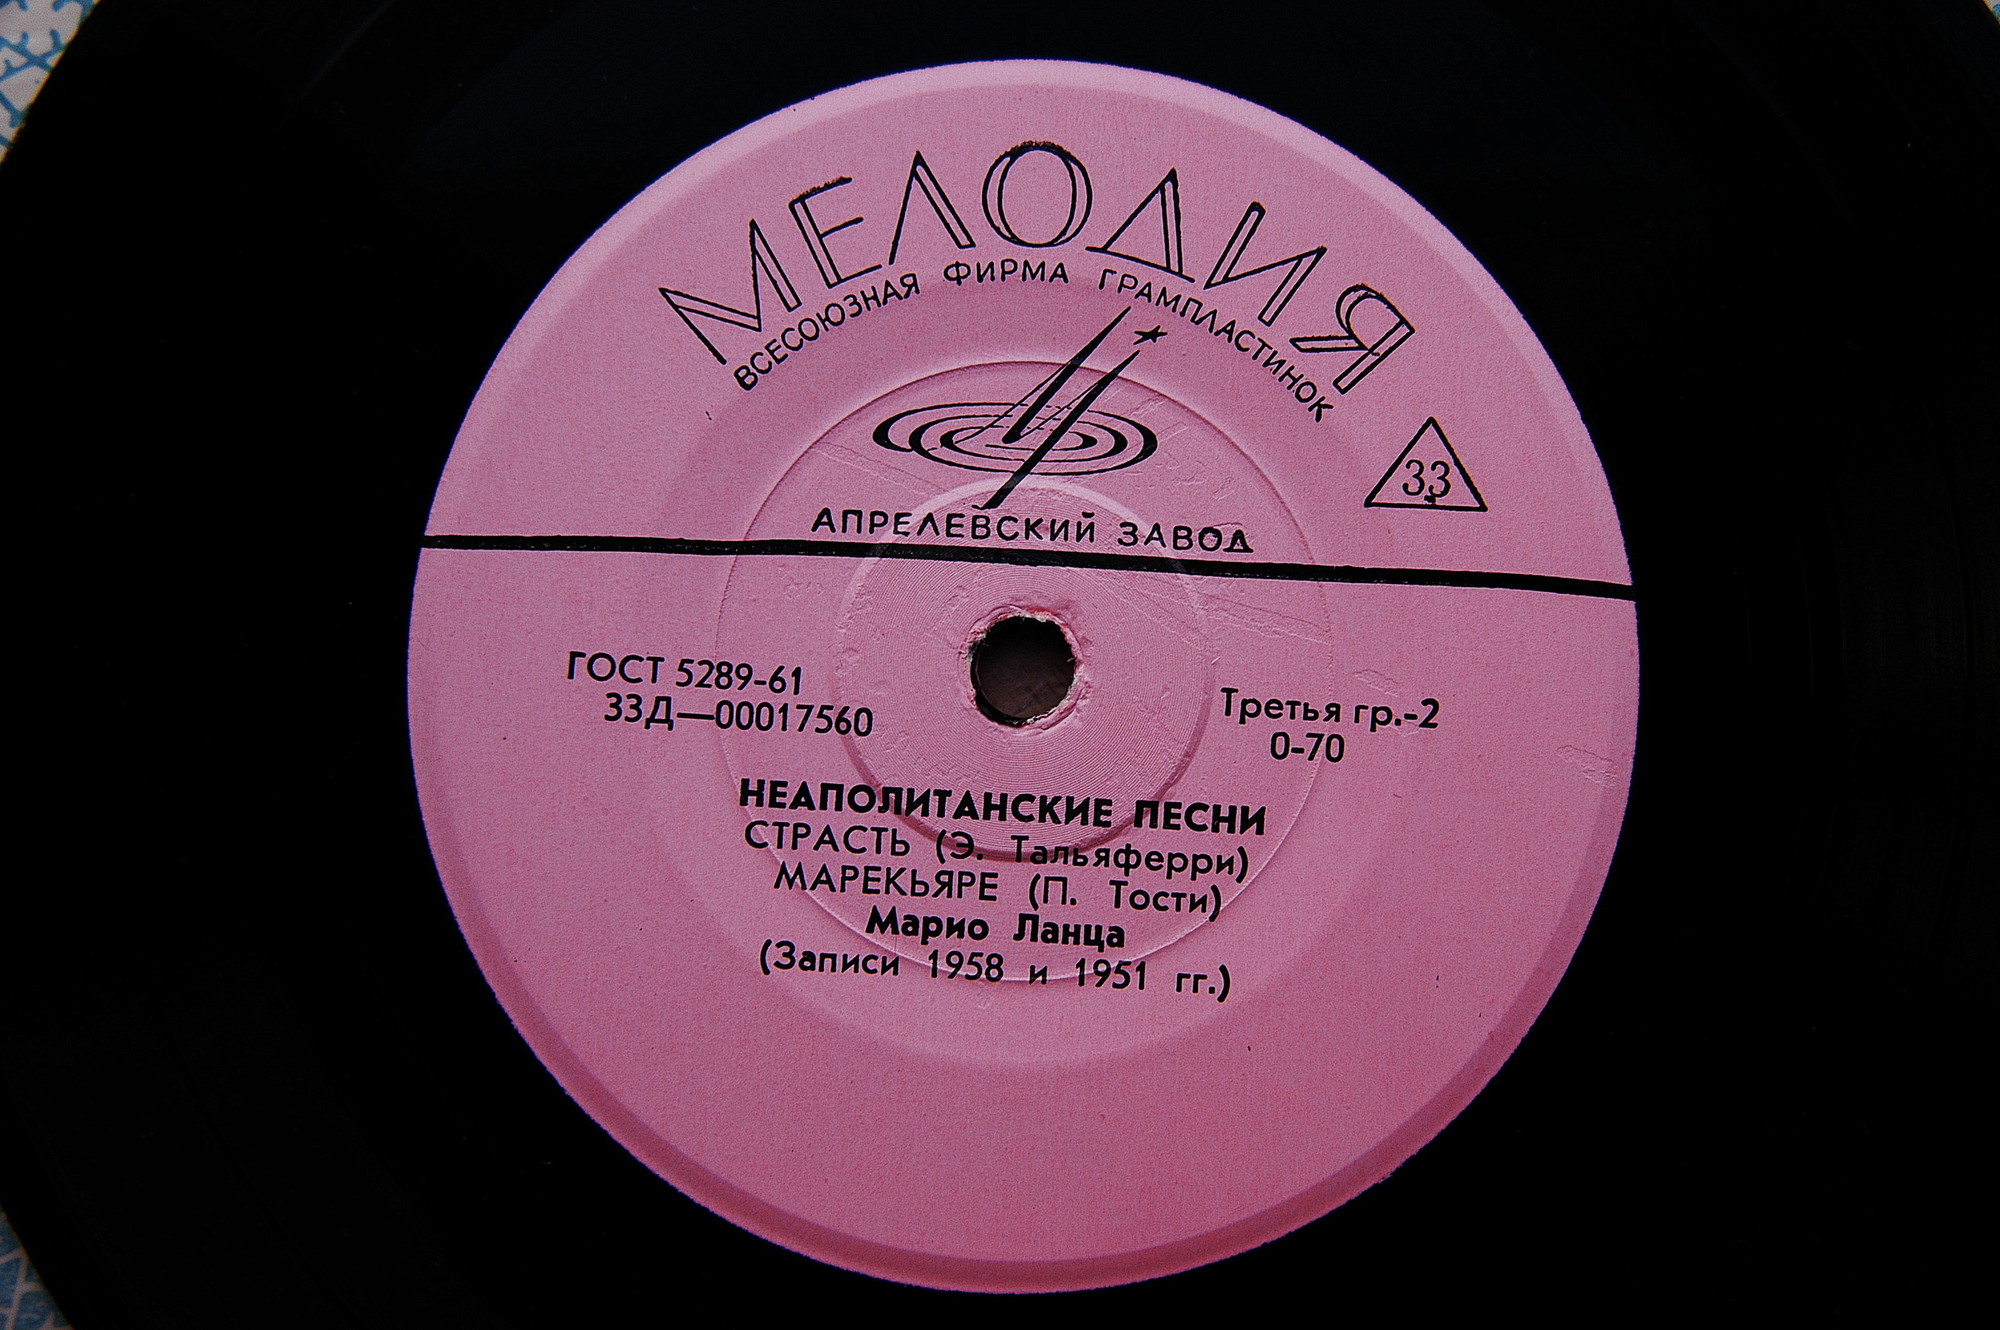 МЕЛОДИЯ
ВСЕСОЮЗНАЯ ФИРМА ГРАМПЛАСТИНОК
33
АПРЕЛЕВСКИЙ ЗАВОД
ГОСТ 5289-61
33Д—00017560
Третья гр.-2
0-70
НЕАПОЛИТАНСКИЕ ПЕСНИ
СТРАСТЬ (Э. Тальяферри)
МАРЕКЬЯРЕ (П. Тости)
Марио Ланца
(Записи 1958 и 1951 гг.)